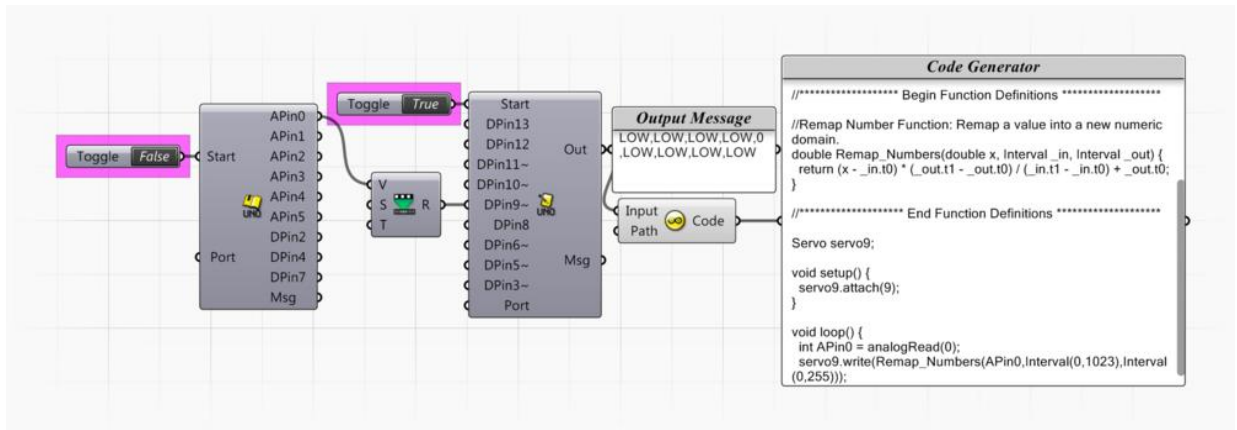 Toggle False
Start
Port
APin0
APin1
APin2
APin3
APin4
APin5
DPin2
DPin4
DPin7
Msg
UNO
Toggle True
V
S
T
R
Start
DPin13
DPin12
DPin11~
DPin10~
DPin9~
DPin8
DPin6~
DPin5~
DPin3~
Port
UNO
Out
Msg
Output Message
LOW,LOW,LOW,LOW,0
,LOW,LOW,LOW,LOW
Input
Path
Code
Code Generator
//******************** Begin Function Definitions ********************
//Remap Number Function: Remap a value into a new numeric
domain.
double Remap_Numbers(double x, Interval _in, Interval _out) {
return (x - _in.t0) * (_out.t1 - _out.t0) / (_in.t1 - _in.t0) + _out.t0;
}
//********************* End Function Definitions *********************
Servo servo9;
void setup() {
servo9.attach(9);
}
void loop() {
int APin0 = analogRead(0);
servo9.write(Remap_Numbers(APin0,Interval(0,1023),Interval
(0,255)));